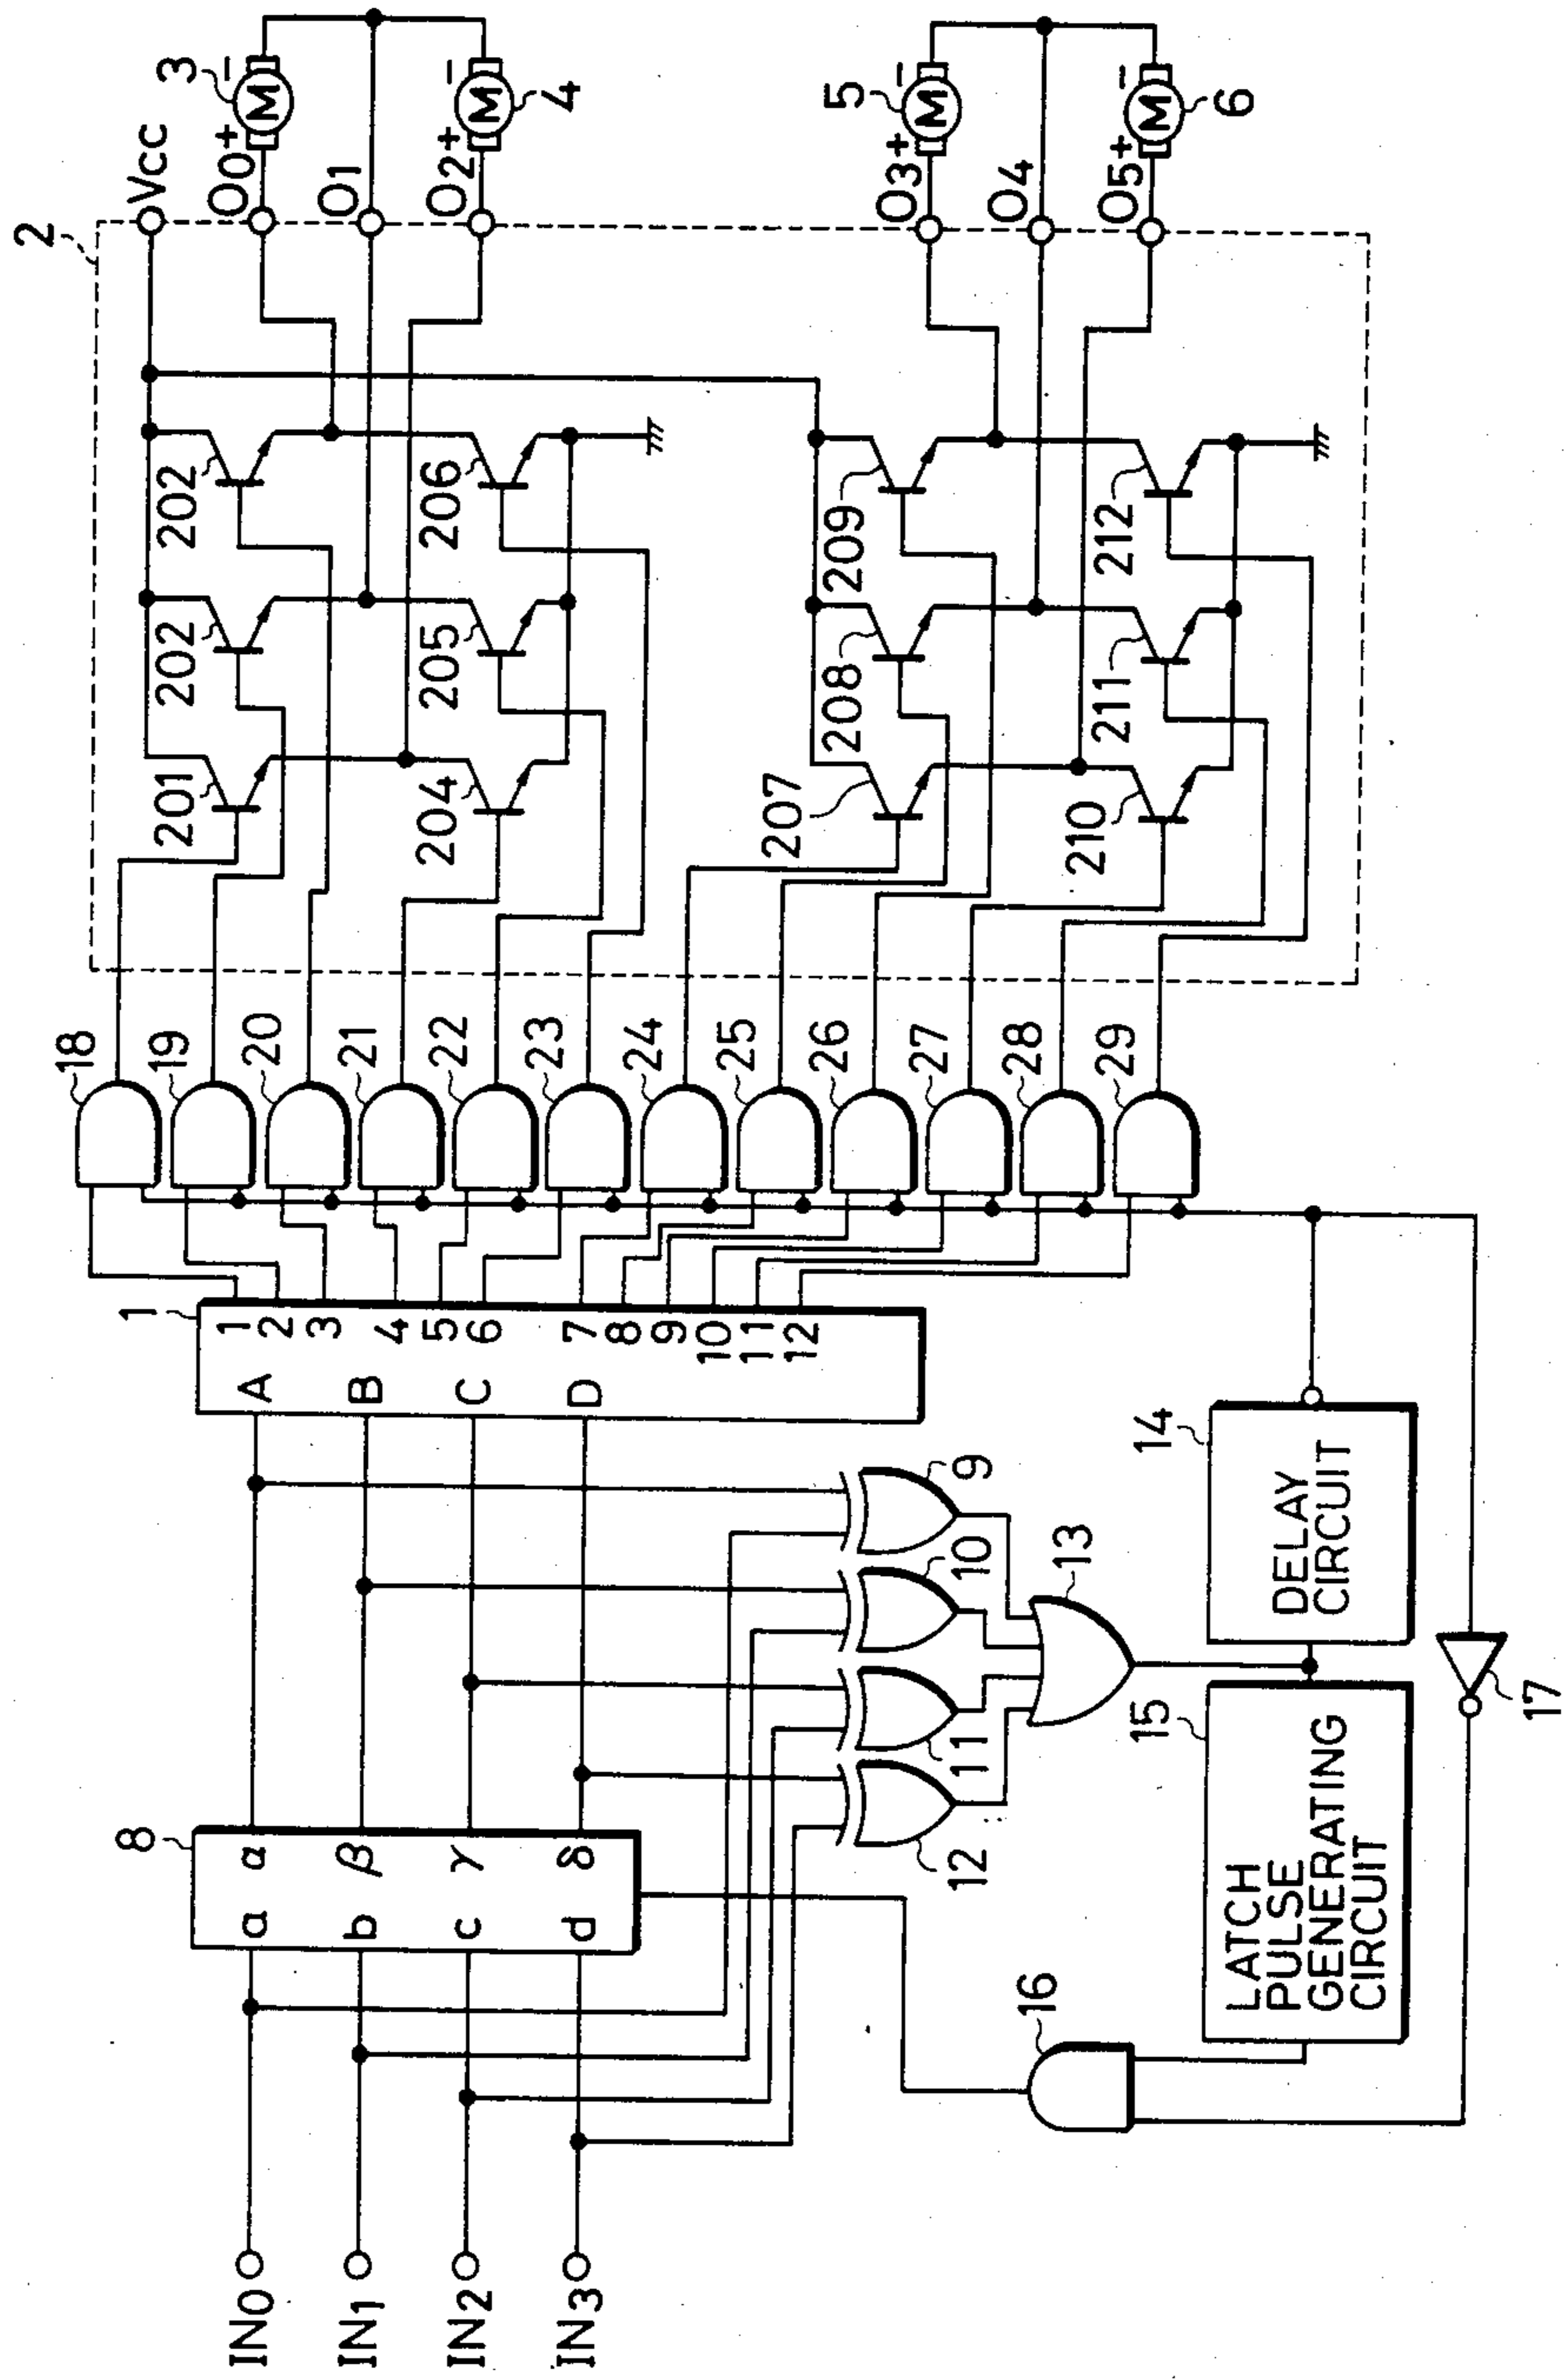 IN0
IN1
IN2
IN3
8
a
b
c
d
α
β
γ
δ
1
A
B
C
D
1
2
3
4
5
6
7
8
9
10
11
12
9
10
11
12
13
14
DELAY
CIRCUIT
15
LATCH
PULSE
GENERATING
CIRCUIT
16
17
18
19
20
21
22
23
24
25
26
27
28
29
2
201
202
202
204
205
206
207
208
209
210
211
212
Vcc
O0+
O1
O2+
O3+
O4
O5+
3
M
−
4
M
−
5
M
−
6
M
−